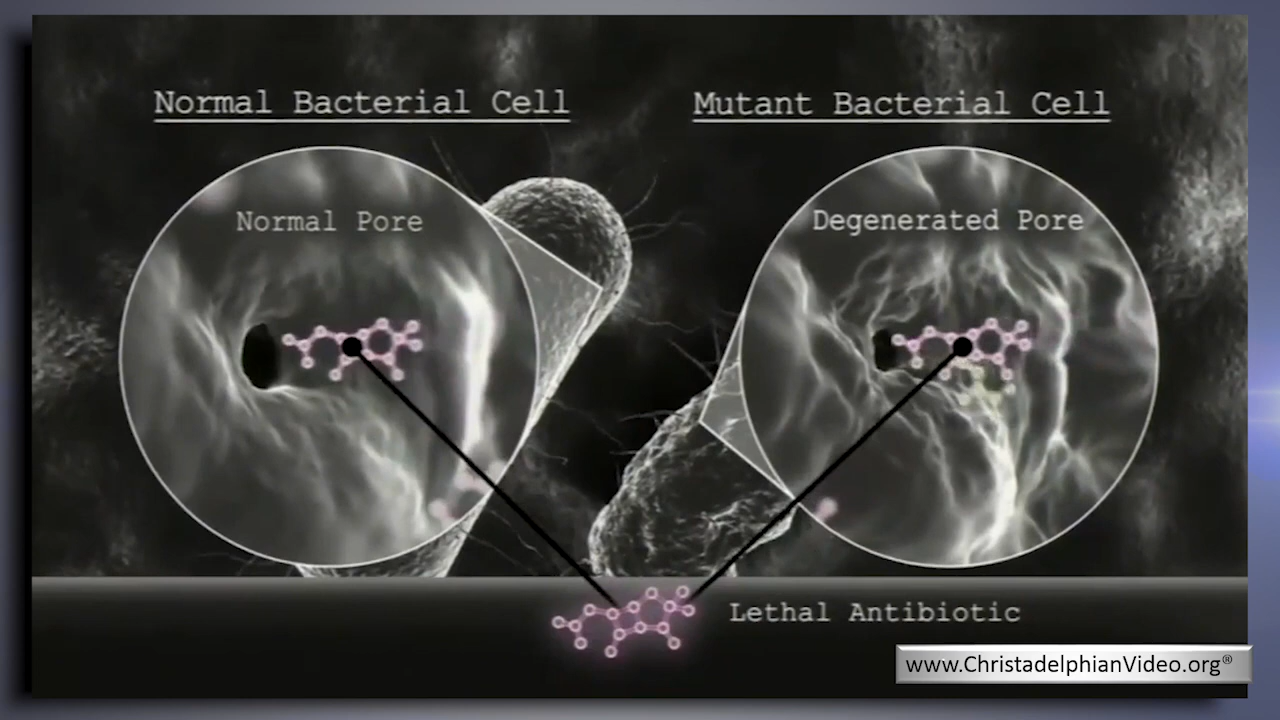 Normal Bacterial Cell
Mutant Bacterial Cell
Normal Pore
Degenerated Pore
Lethal Antibiotic
www.ChristadelphianVideo.org®